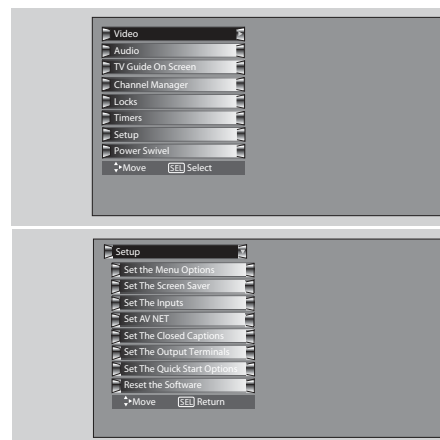 Video
Audio
TV Guide On Screen
Channel Manager
Locks
Timers
Setup
Power Swivel
Move SEL Select
Setup
Set the Menu Options
Set The Screen Saver
Set The Inputs
Set AV NET
Set The Closed Captions
Set The Output Terminals
Set The Quick Start Options
Reset the Software
Move SEL Return